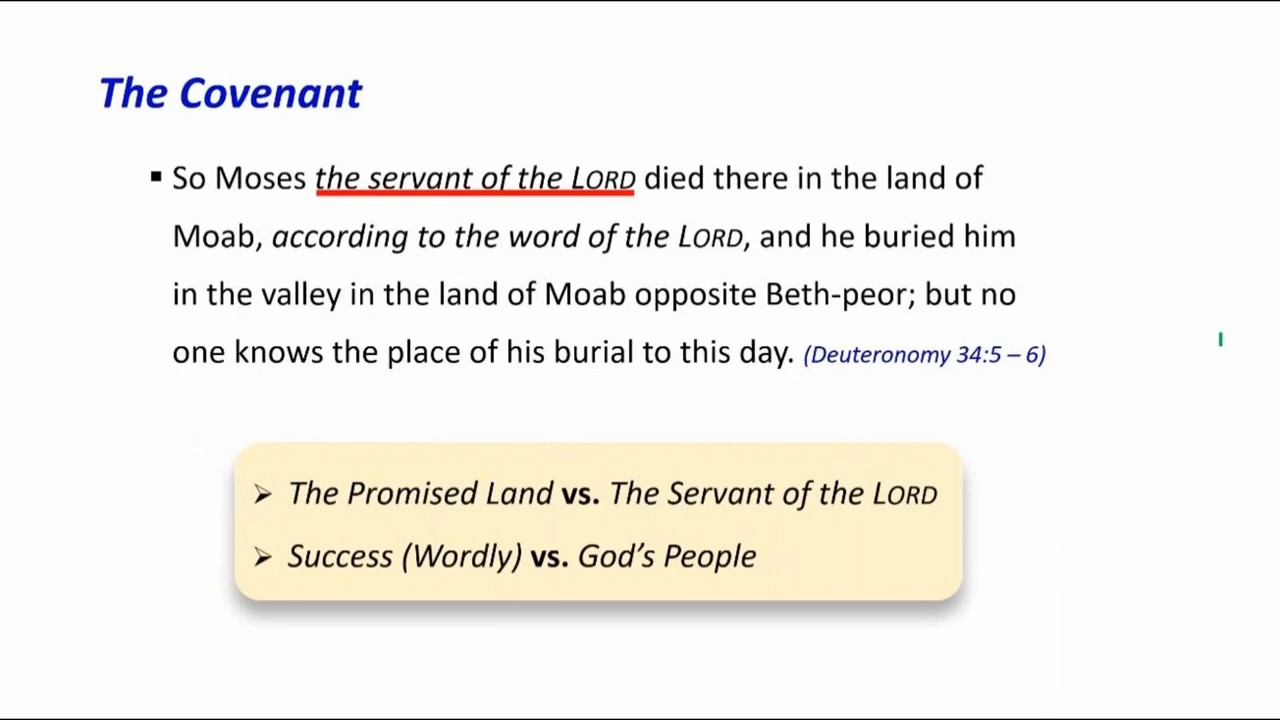 The Covenant
▪ So Moses the servant of the LORD died there in the land of
Moab, according to the word of the LORD, and he buried him
in the valley in the land of Moab opposite Beth-peor; but no
one knows the place of his burial to this day. (Deuteronomy 34:5 – 6)
➢ The Promised Land vs. The Servant of the LORD
➢ Success (Wordly) vs. God’s People